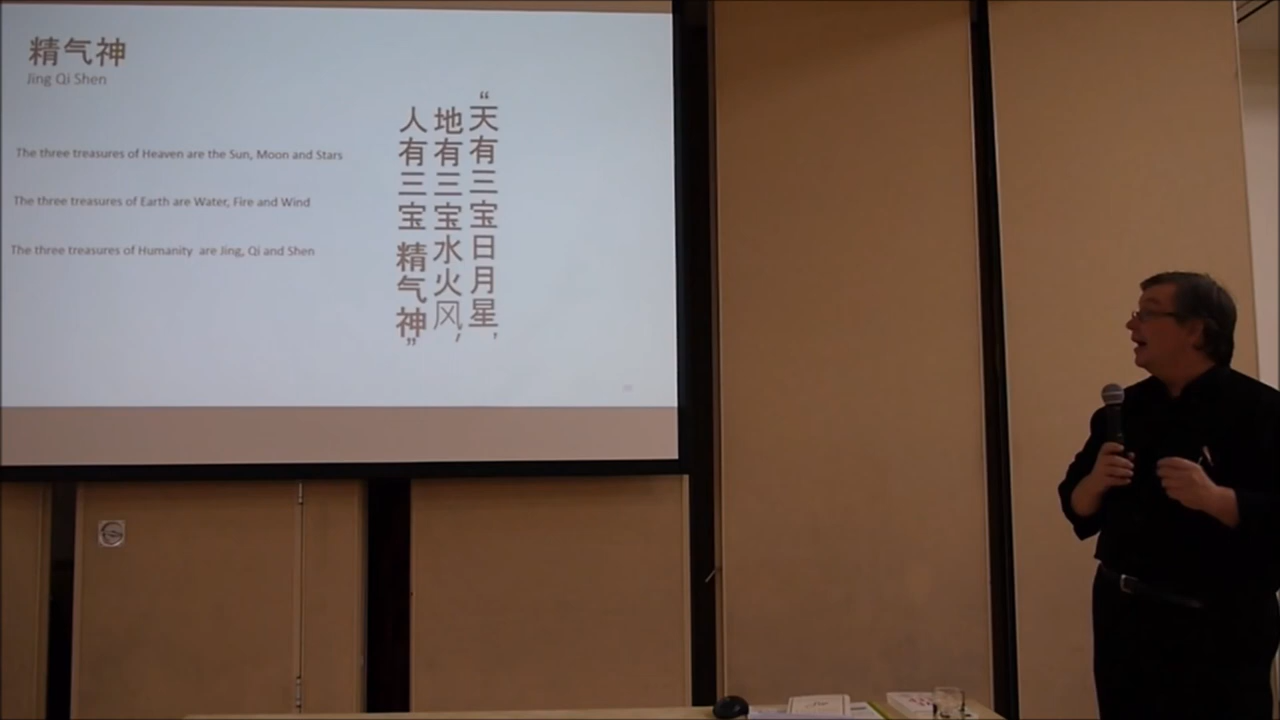 精气神
Jing Qi Shen
The three treasures of Heaven are the Sun, Moon and Stars
The three treasures of Earth are Water, Fire and Wind
The three treasures of Humanity are Jing, Qi and Shen
“天有三宝日月星,
地有三宝水火风,
人有三宝精气神”